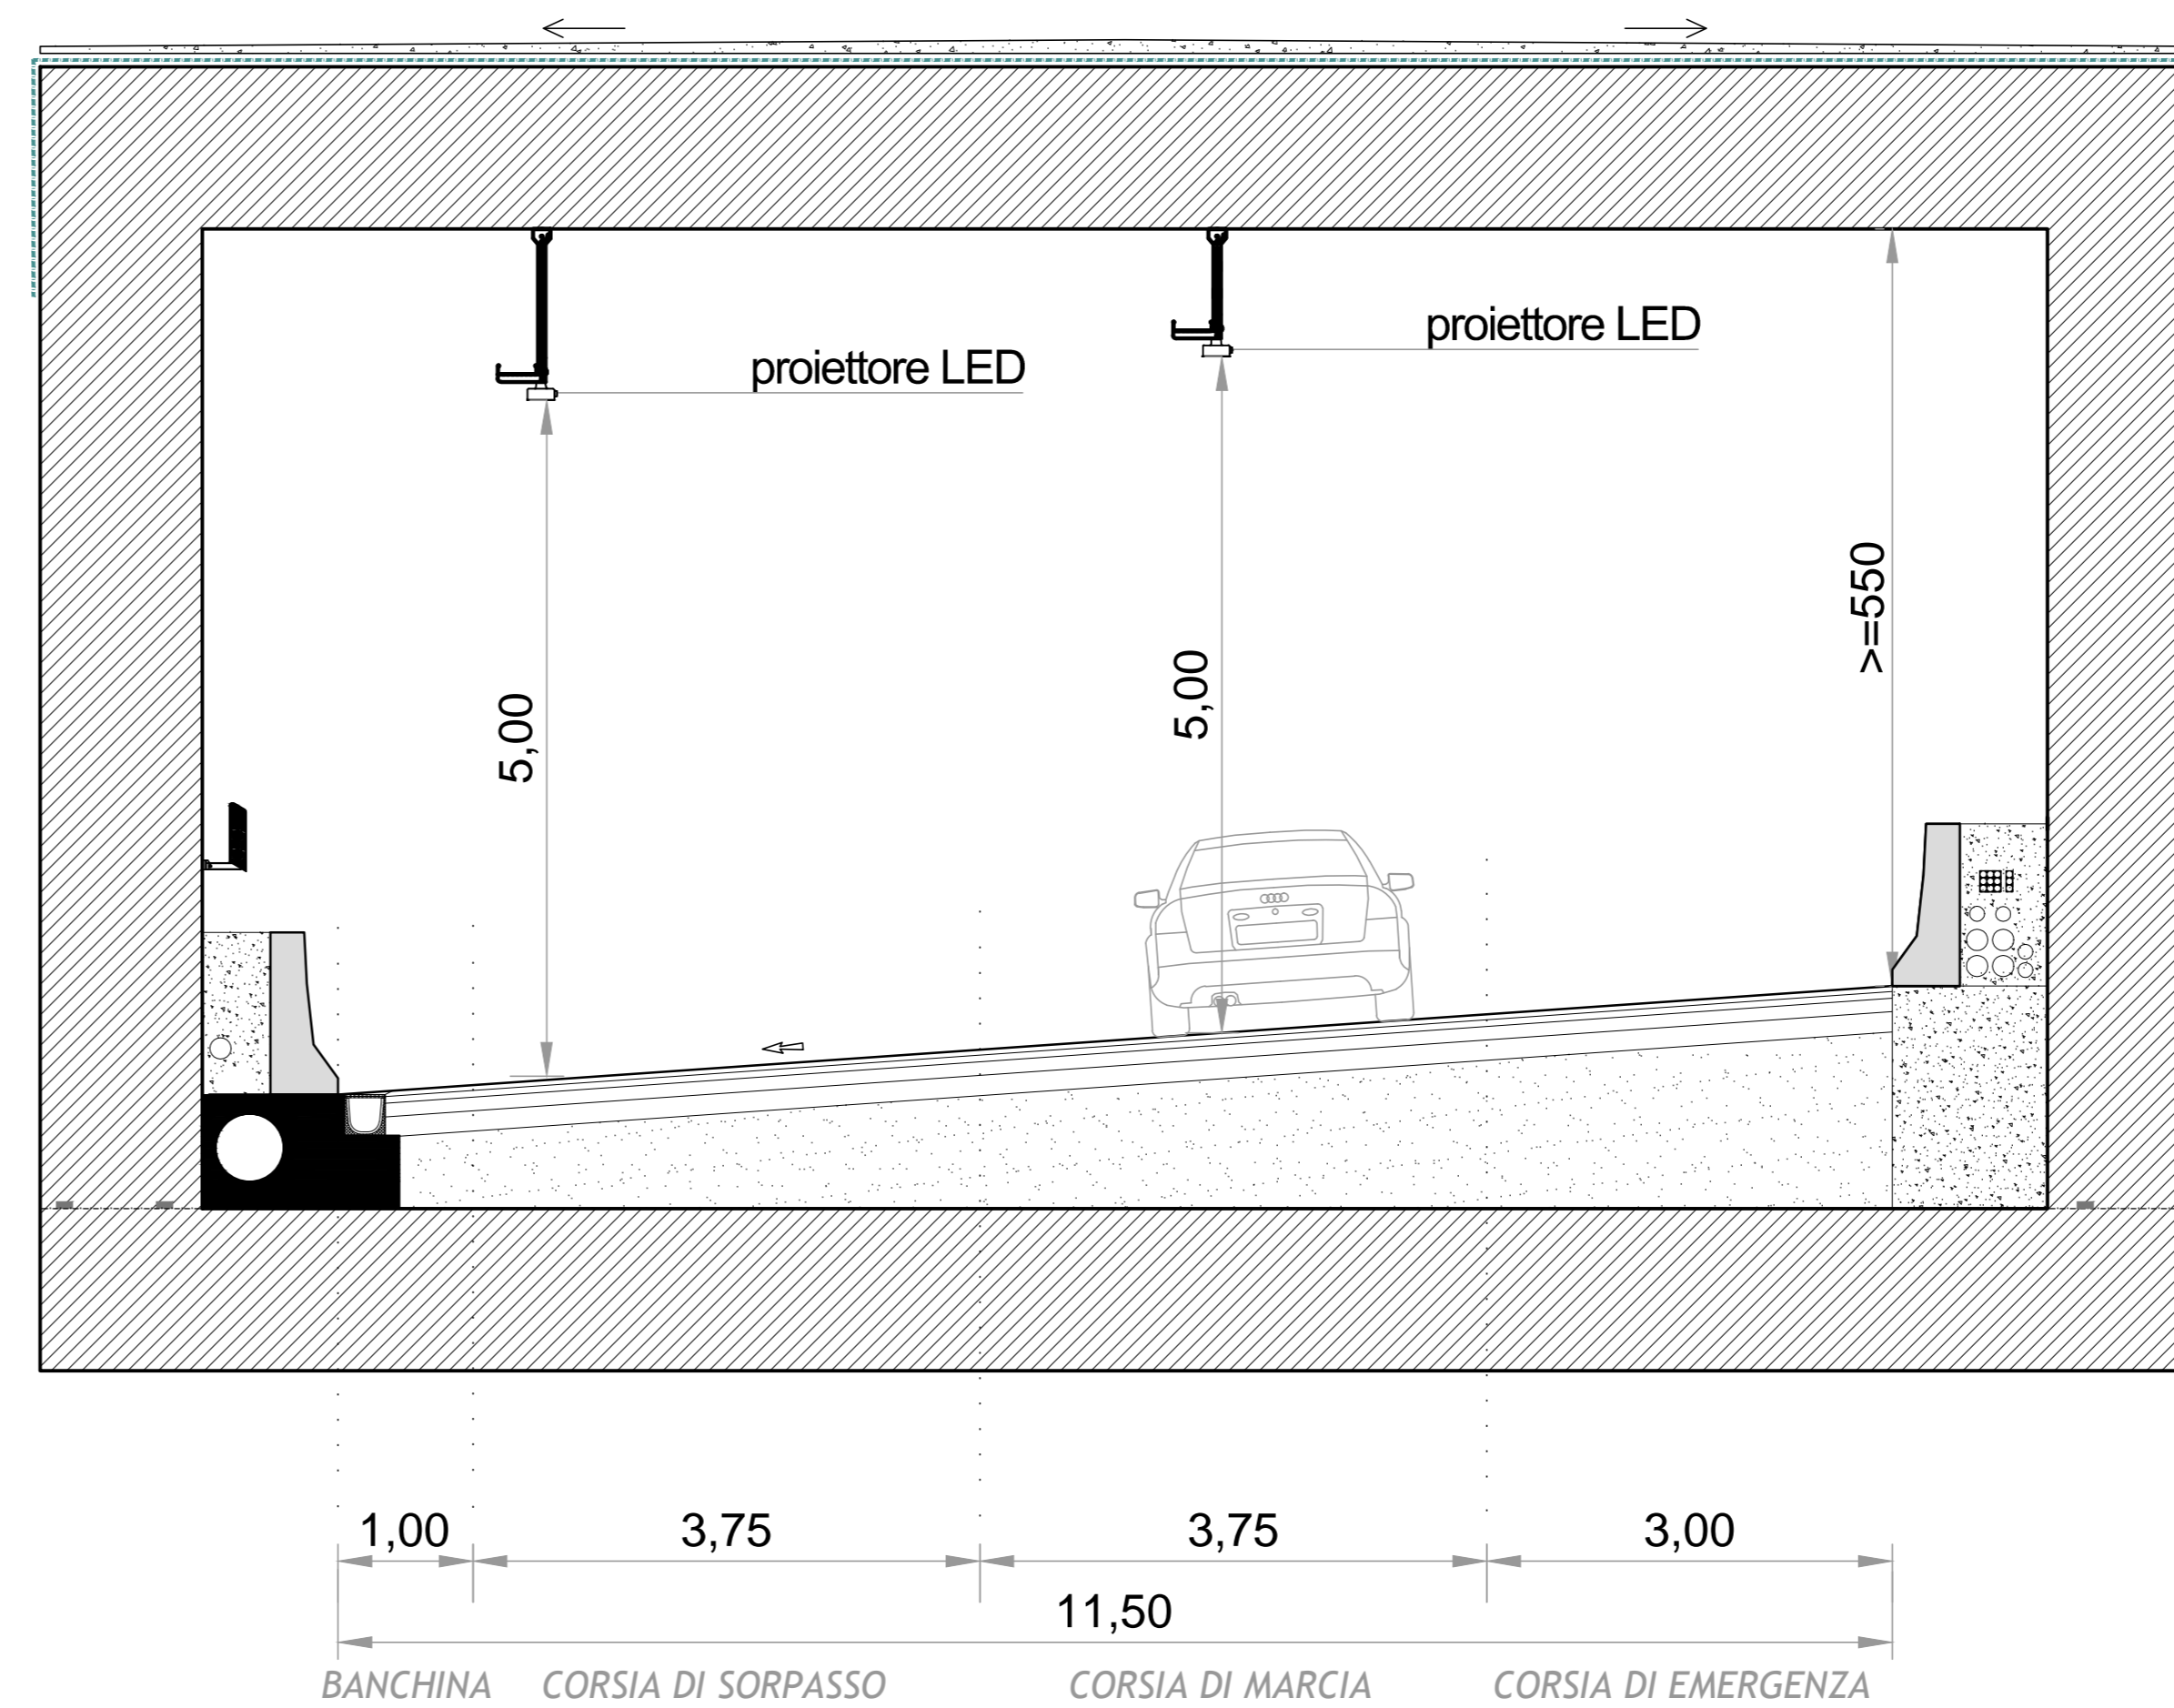 proiettore LED
proiettore LED
>=550
5,00
5,00
1,00
3,75
3,75
3,00
11,50
BANCHINA
CORSIA DI SORPASSO
CORSIA DI MARCIA
CORSIA DI EMERGENZA